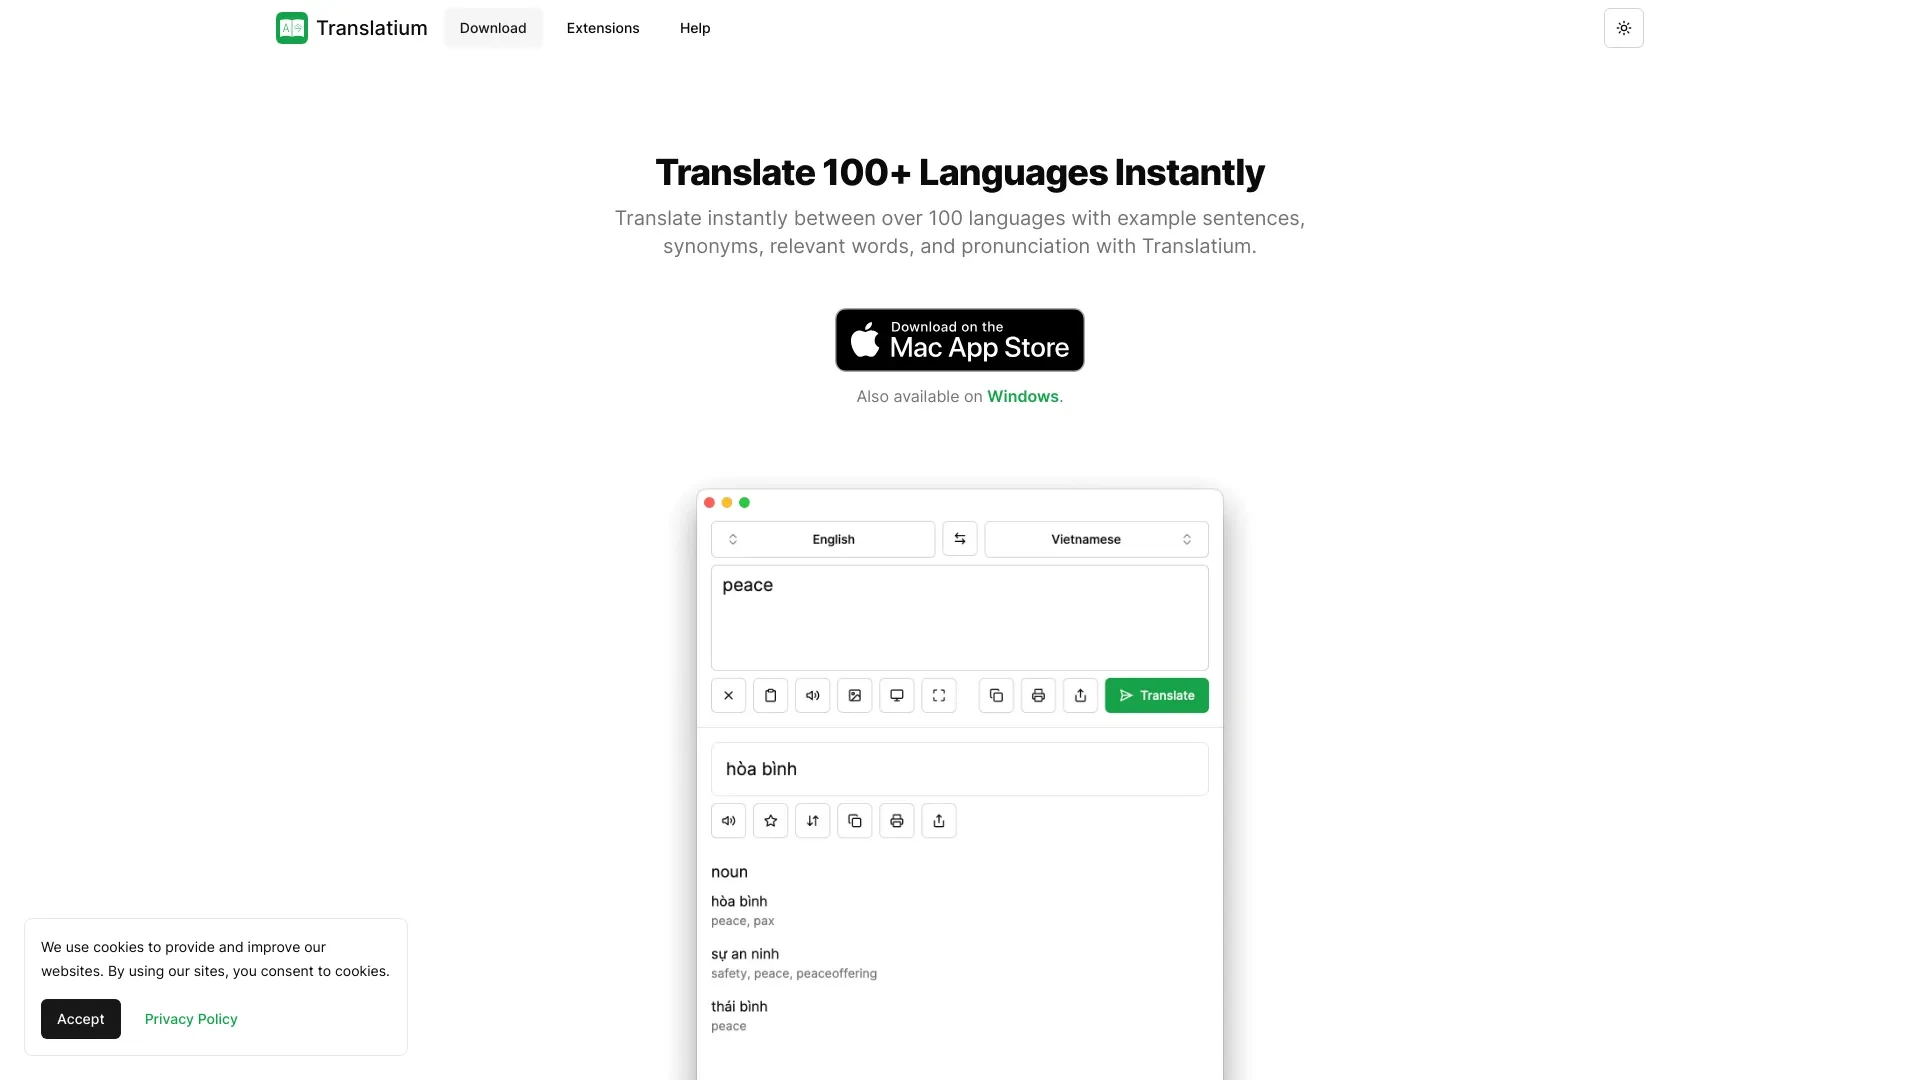 Translatium
Download
Extensions
Help
Translate 100+ Languages Instantly
Translate instantly between over 100 languages with example sentences,
synonyms, relevant words, and pronunciation with Translatium.
Download on the
Mac App Store
Also available on Windows.
English
Vietnamese
peace
Translate
hòa bình
noun
hòa bình
peace, pax
sự an ninh
safety, peace, peaceoffering
thái bình
peace
We use cookies to provide and improve our
websites. By using our sites, you consent to cookies.
Accept
Privacy Policy